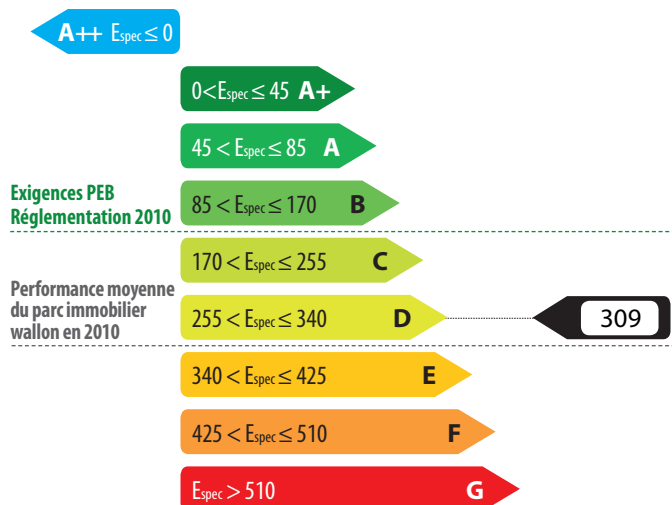 A++ Espec ≤ 0
0<Espec ≤ 45 A+
45 < Espec ≤ 85 A
Exigences PEB
Réglementation 2010
85 < Espec ≤ 170 B
170 < Espec ≤ 255 C
Performance moyenne
du parc immobilier
wallon en 2010
255 < Espec ≤ 340 D
309
340 < Espec ≤ 425 E
425 < Espec ≤ 510 F
Espec > 510 G